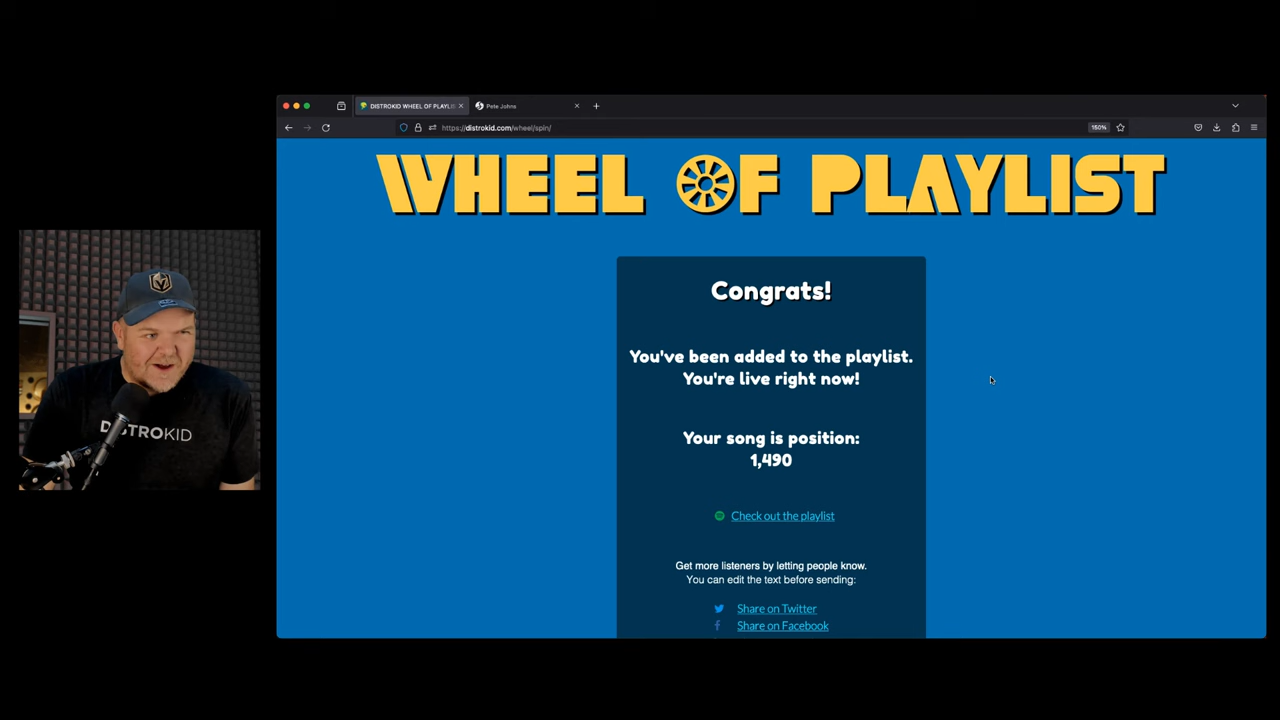 DISTROKID WHEEL OF PLAYLIS
Pete Johns
https://distrokid.com/wheel/spin/
150%
WHEEL OF PLAYLIST
Congrats!
You've been added to the playlist.
You're live right now!
Your song is position:
1,490
Check out the playlist
Get more listeners by letting people know.
You can edit the text before sending:
Share on Twitter
Share on Facebook
DISTROKID